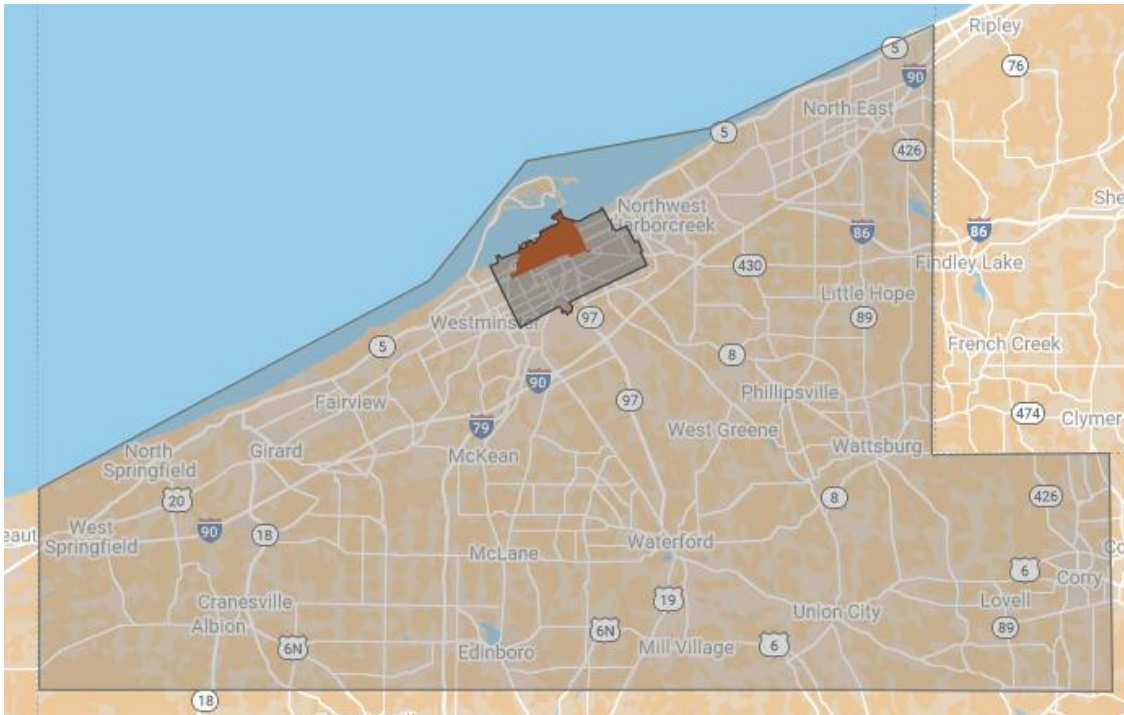 Ripley
5
76
90
North East
5
426
She
Northwest
Harborcreek
86
86
430
Findley Lake
Little Hope
Westminster
97
89
5
French Creek
8
90
Phillipsville
97
Fairview
474
Clymer
79
West Greene
North
Springfield
Girard
McKean
Wattsburg
20
8
426
eaut
West
Springfield
90
18
Waterford
McLane
Co
6
Corry
Cranesville
19
Union City
Lovell
Albion
6N
6N
89
Edinboro
Mill Village
6
18